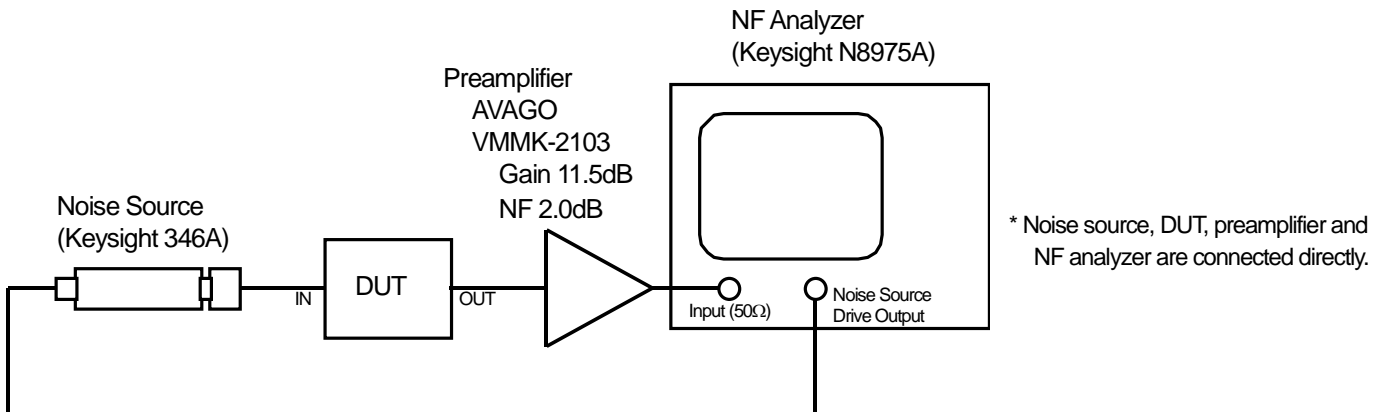 NF Analyzer
(Keysight N8975A)
Preamplifier
AVAGO
VMMK-2103
Gain 11.5dB
NF 2.0dB
Noise Source
(Keysight 346A)
* Noise source, DUT, preamplifier and
NF analyzer are connected directly.
IN
DUT
OUT
Input (50Ω)
Noise Source
Drive Output